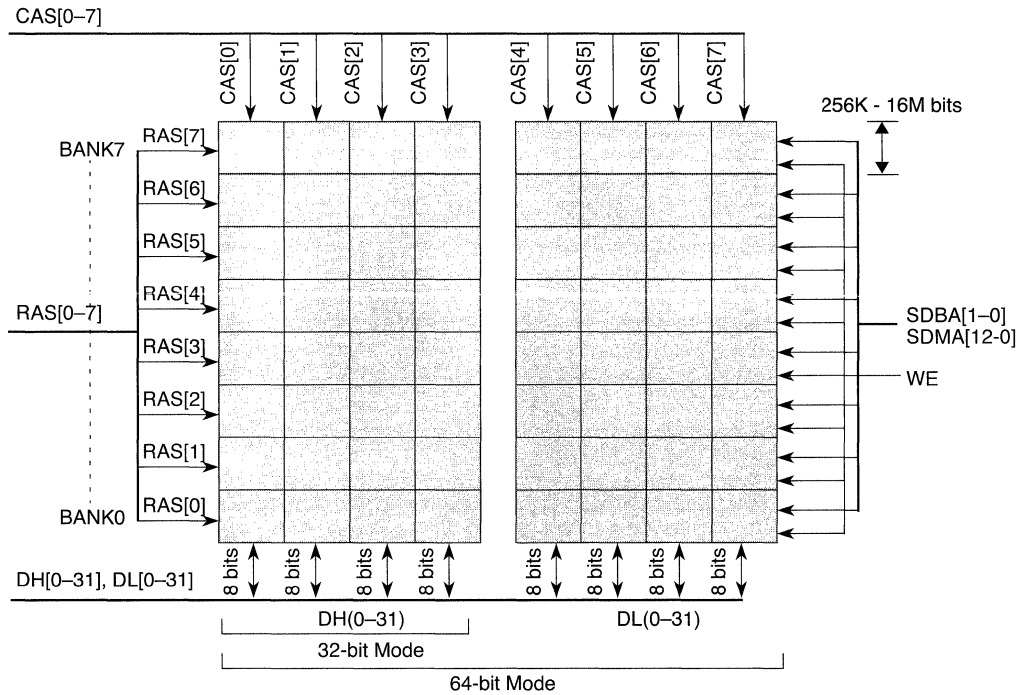 CAS[0–7]
CAS[0]
CAS[1]
CAS[2]
CAS[3]
CAS[4]
CAS[5]
CAS[6]
CAS[7]
256K - 16M bits
BANK7
RAS[7]
RAS[6]
RAS[5]
RAS[4]
RAS[0–7]
RAS[3]
RAS[2]
RAS[1]
RAS[0]
BANK0
SDBA[1–0]
SDMA[12-0]
WE
DH[0–31], DL[0–31]
8 bits
8 bits
8 bits
8 bits
8 bits
8 bits
8 bits
8 bits
DH(0–31)
DL(0–31)
32-bit Mode
64-bit Mode